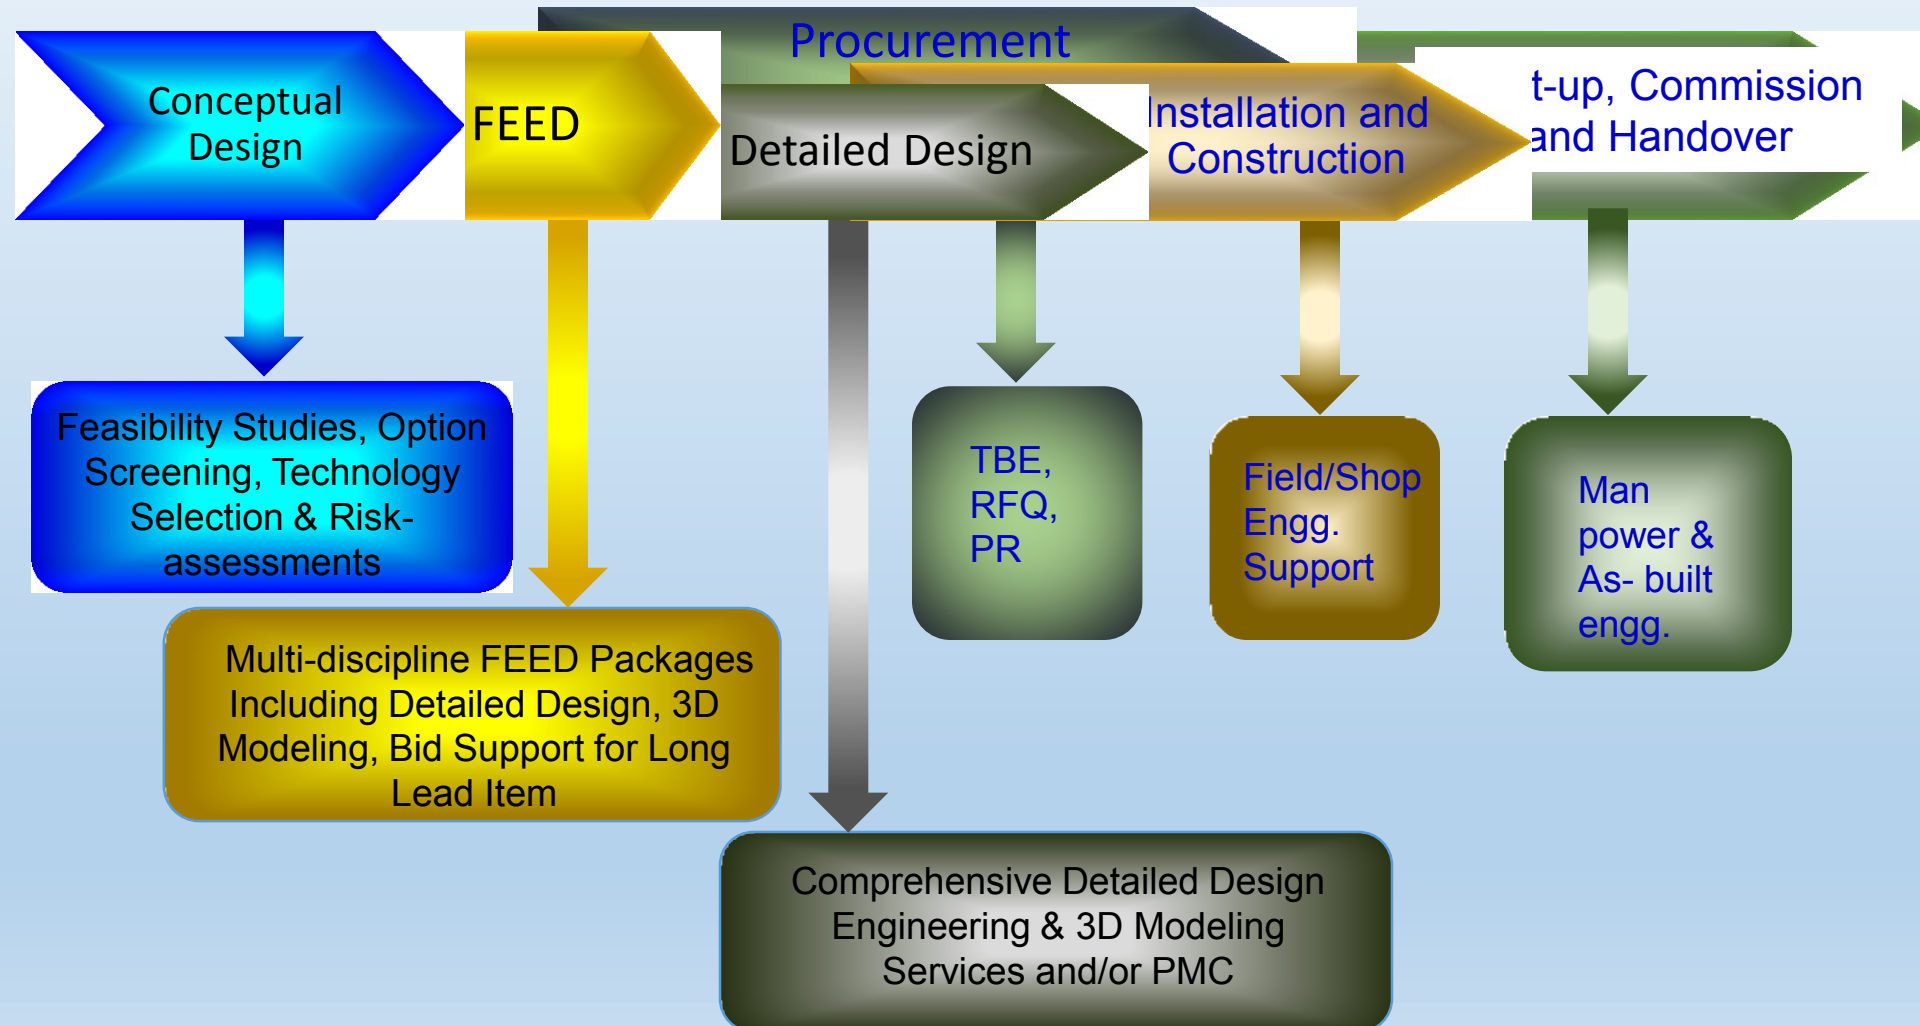 Procurement
Conceptual
Design
FEED
Detailed Design
Installation and
Construction
t-up, Commission
and Handover
Feasibility Studies, Option
Screening, Technology
Selection & Risk-
assessments
Multi-discipline FEED Packages
Including Detailed Design, 3D
Modeling, Bid Support for Long
Lead Item
Comprehensive Detailed Design
Engineering & 3D Modeling
Services and/or PMC
TBE,
RFQ,
PR
Field/Shop
Engg.
Support
Man
power &
As- built
engg.